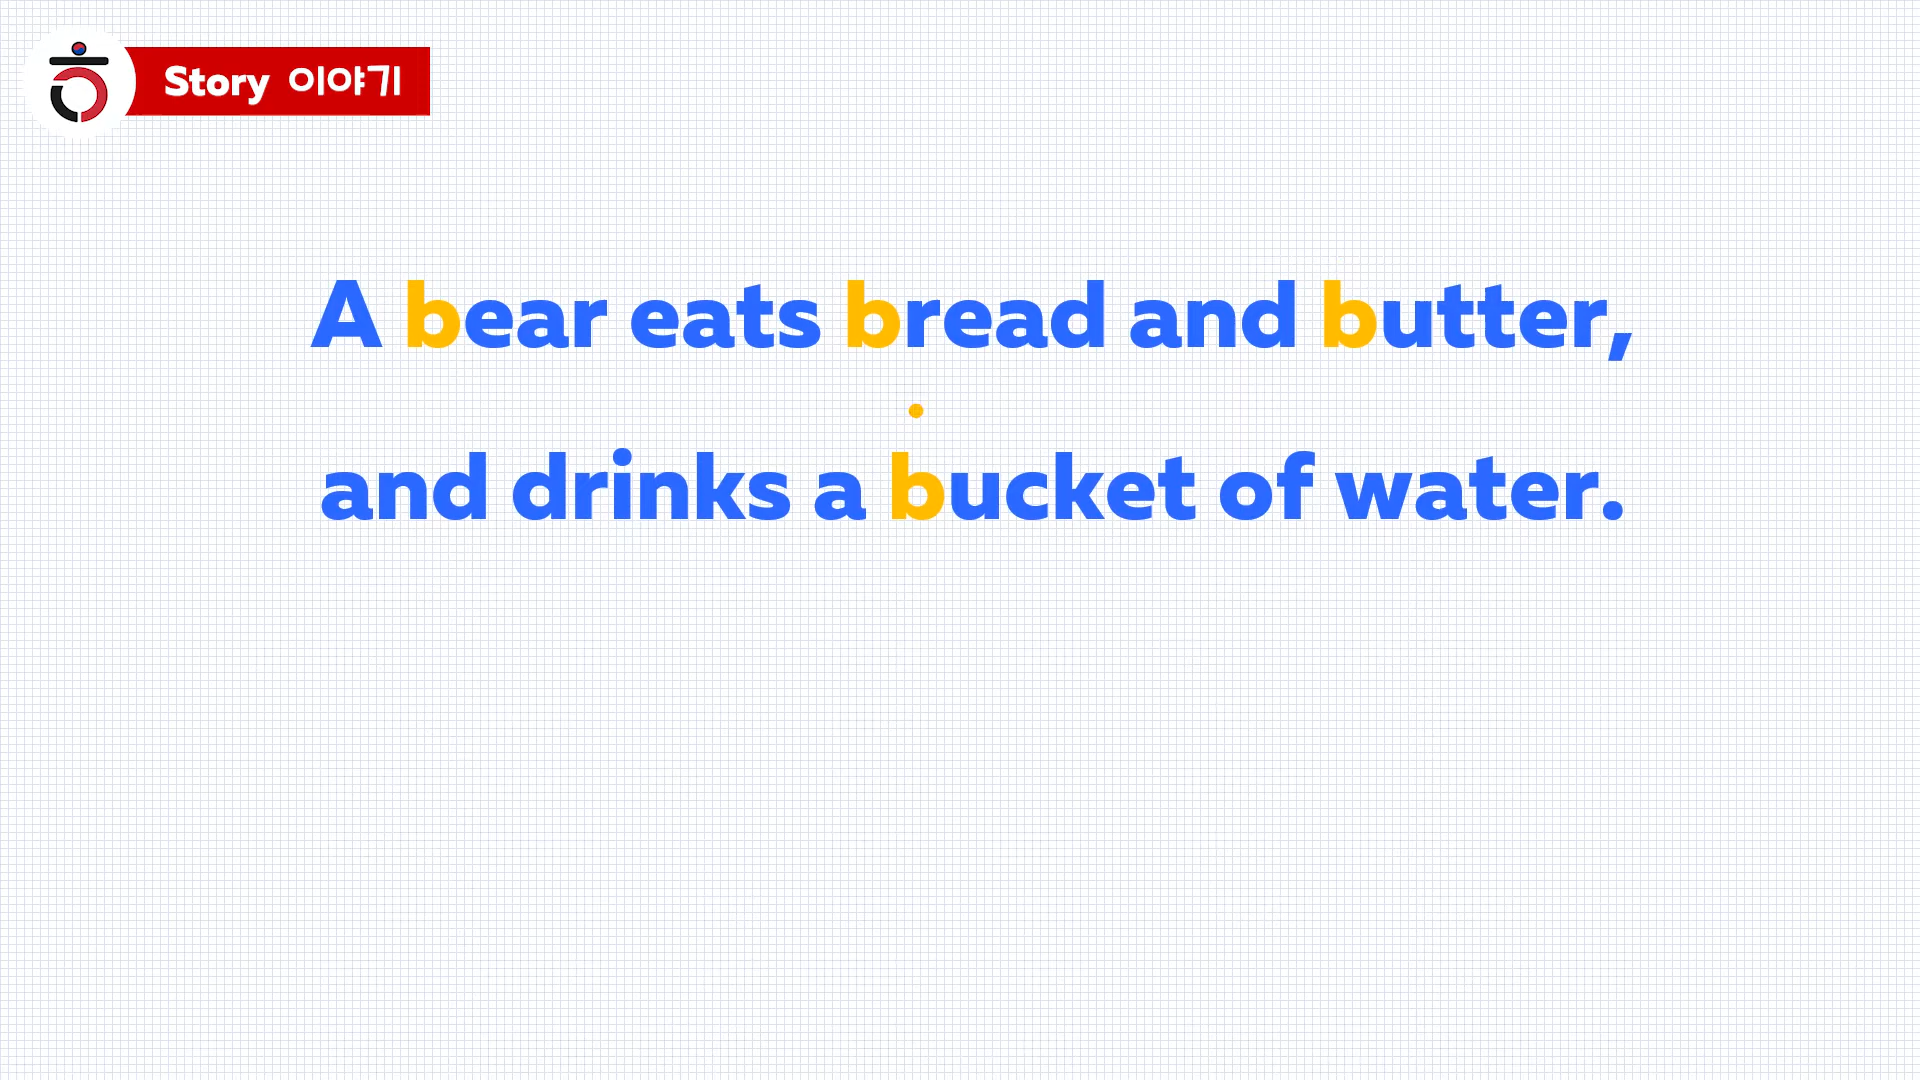 Story 이야기
A bear eats bread and butter,
and drinks a bucket of water.